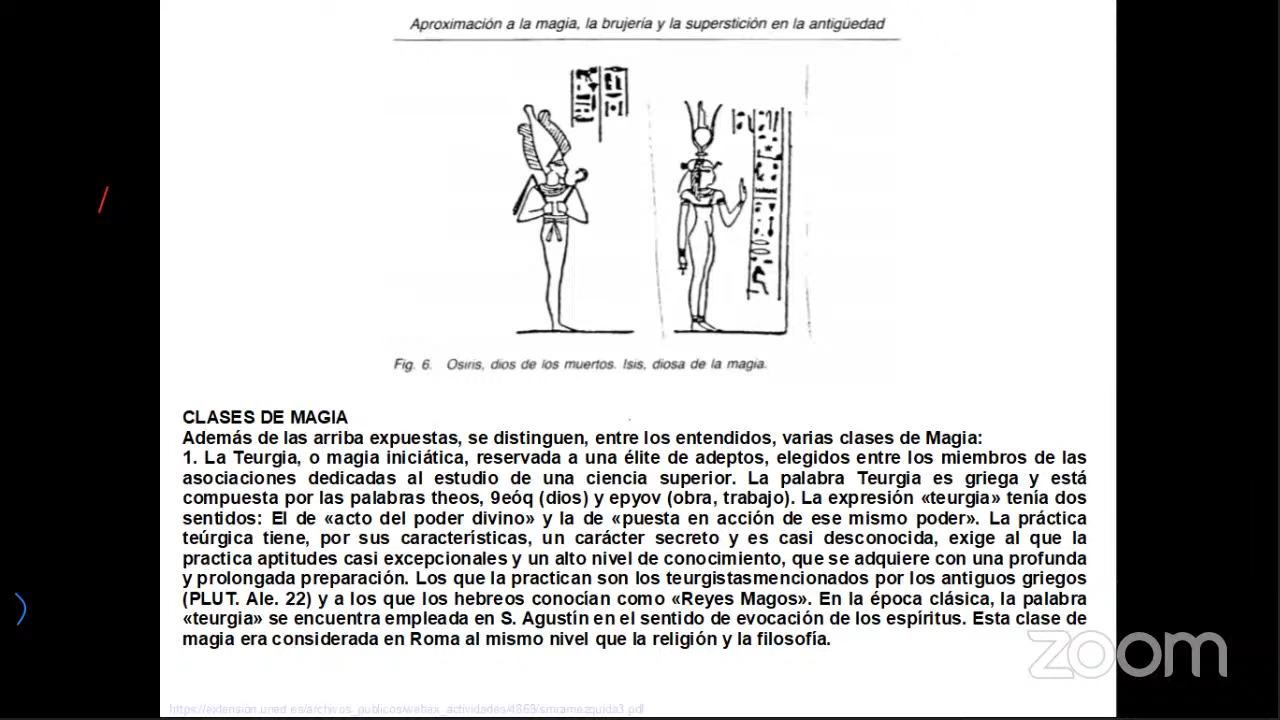 Aproximación a la magia, la brujería y la superstición en la antigüedad
Fig. 6. Osiris, dios de los muertos. Isis, diosa de la magia.
CLASES DE MAGIA
Además de las arriba expuestas, se distinguen, entre los entendidos, varias clases de Magia:
1. La Teurgia, o magia iniciática, reservada a una élite de adeptos, elegidos entre los miembros de las
asociaciones dedicadas al estudio de una ciencia superior. La palabra Teurgia es griega y está
compuesta por las palabras theos, 9eóq (dios) y epyov (obra, trabajo). La expresión «teurgia» tenía dos
sentidos: El de «acto del poder divino» y la de «puesta en acción de ese mismo poder». La práctica
teúrgica tiene, por sus características, un carácter secreto y es casi desconocida, exige al que la
practica aptitudes casi excepcionales y un alto nivel de conocimiento, que se adquiere con una profunda
y prolongada preparación. Los que la practican son los teurgistasmencionados por los antiguos griegos
(PLUT. Ale. 22) y a los que los hebreos conocían como «Reyes Magos». En la época clásica, la palabra
«teurgia» se encuentra empleada en S. Agustín en el sentido de evocación de los espíritus. Esta clase de
magia era considerada en Roma al mismo nivel que la religión y la filosofía.
zoom
https://extension.uned.es/archivos_publicos/webex_actividades/4868/smramezquida3.pdf